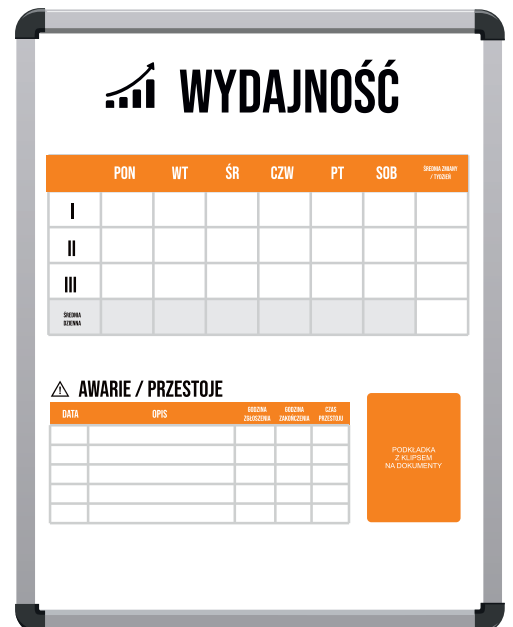 WYDAJNOŚĆ
PON WT ŚR CZW PT SOB ŚREDNIA ZMIANY
/ TYDZIEŃ
I
II
III
ŚREDNIA
DZIENNA
AWARIE / PRZESTOJE
DATA OPIS GODZINA ZGŁOSZENIA GODZINA ZAKOŃCZENIA CZAS PRZESTOJU
PODKŁADKA
Z KLIPSEM
NA DOKUMENTY